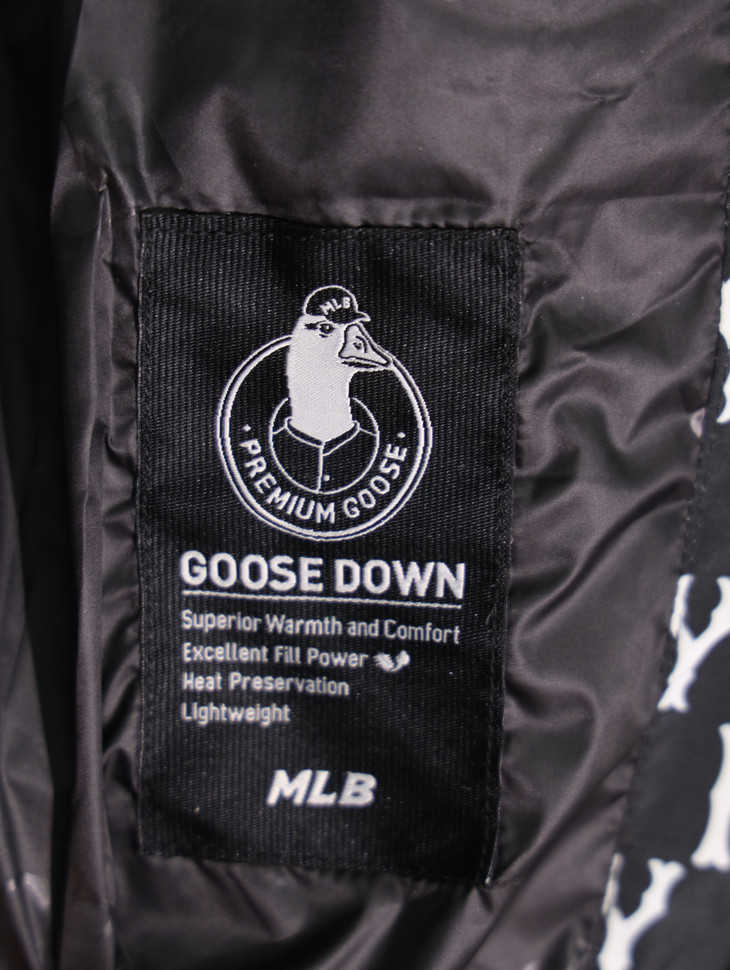 MLB
· PREMIUM GOOSE ·
GOOSE DOWN
Superior Warmth and Comfort
Excellent Fill Power
Heat Preservation
Lightweight
MLB